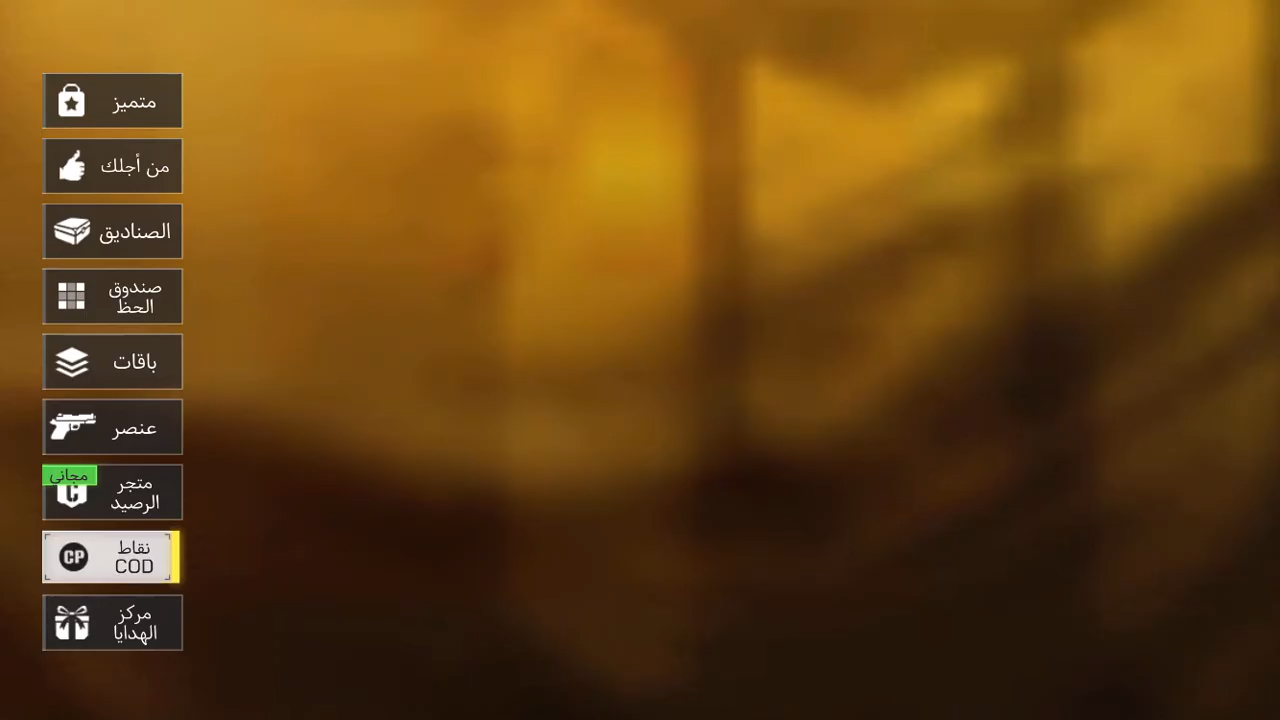 متميز
من أجلك
الصناديق
صندوق
الحظ
باقات
عنصر
مجاني
متجر
الرصيد
نقاط
COD
CP
مركز
الهدايا